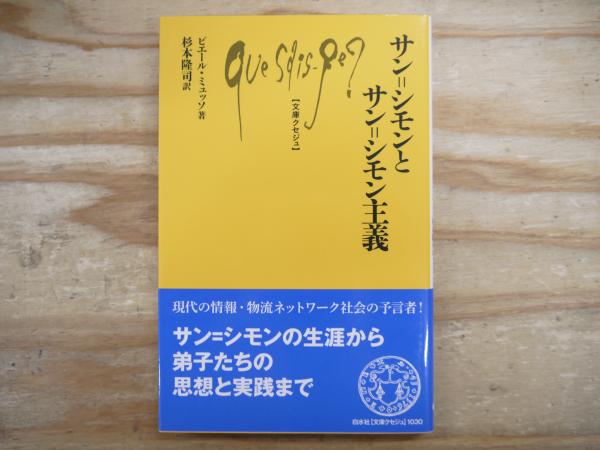 サン=シモンと
サン=シモン主義
Que sais-je?
[文庫クセジュ]
ピエール・ミュッソ 著
杉本隆司 訳
現代の情報・物流ネットワーク社会の予言者!
サン=シモンの生涯から
弟子たちの
思想と実践まで
白水社[文庫クセジュ]1030